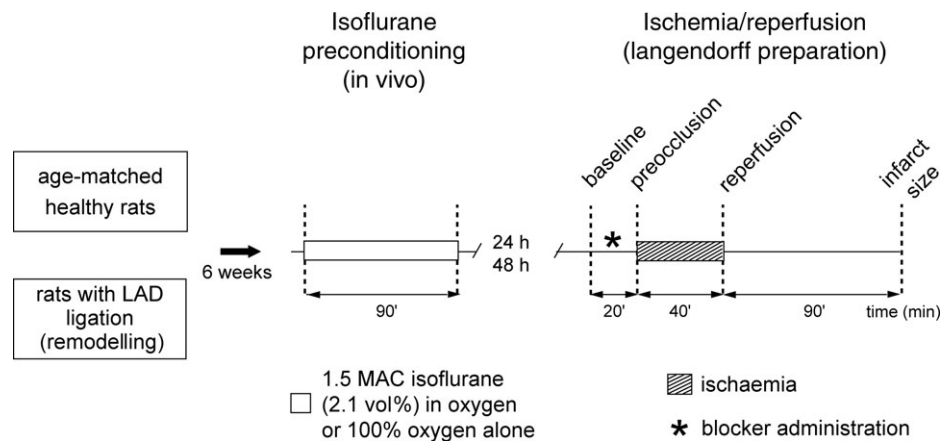 Isoflurane
preconditioning
(in vivo)
Ischemia/reperfusion
(langendorff preparation)
age-matched
healthy rats
rats with LAD
ligation
(remodelling)
6 weeks
90'
24 h
48 h
baseline
preocclusion
reperfusion
infarct
size
*
20'
40'
90'
time (min)
1.5 MAC isoflurane
(2.1 vol%) in oxygen
or 100% oxygen alone
ischaemia
* blocker administration